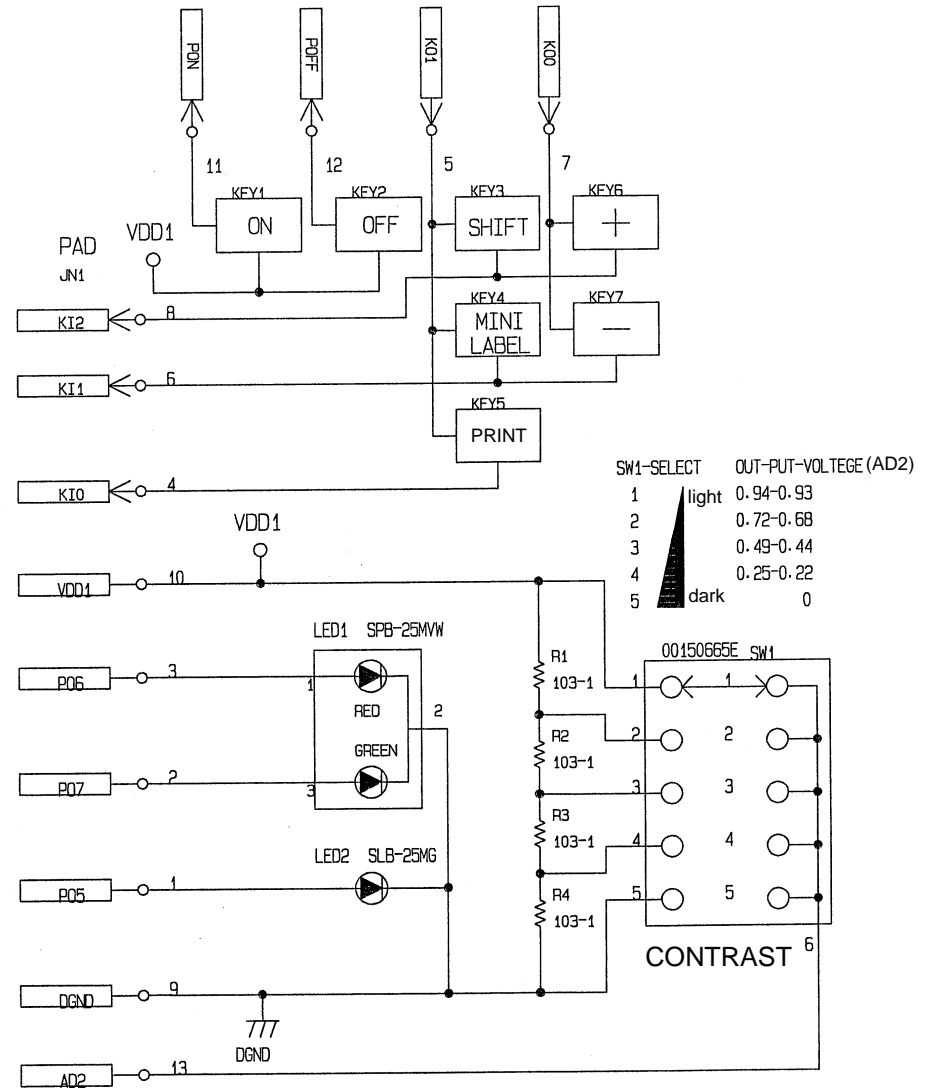 PON
POFF
KO1
KO0
11
12
5
7
KEY1
KEY2
KEY3
KEY6
ON
OFF
SHIFT
+
PAD
VDD1
JN1
KI2
8
KEY4
KEY7
MINI
LABEL
—
KI1
6
KEY5
PRINT
KI0
4
SW1-SELECT
OUT-PUT-VOLTEGE (AD2)
1
light
0.94-0.93
2
0.72-0.68
3
0.49-0.44
4
0.25-0.22
5
dark
0
VDD1
VDD1
10
LED1 SPB-25MVW
R1
103-1
00150665E SW1
1
1
PO6
3
1
RED
2
GREEN
R2
103-1
2
2
PO7
2
3
3
3
R3
103-1
4
4
LED2 SLB-25MG
PO5
1
R4
103-1
5
5
CONTRAST
6
DGND
9
DGND
AD2
13